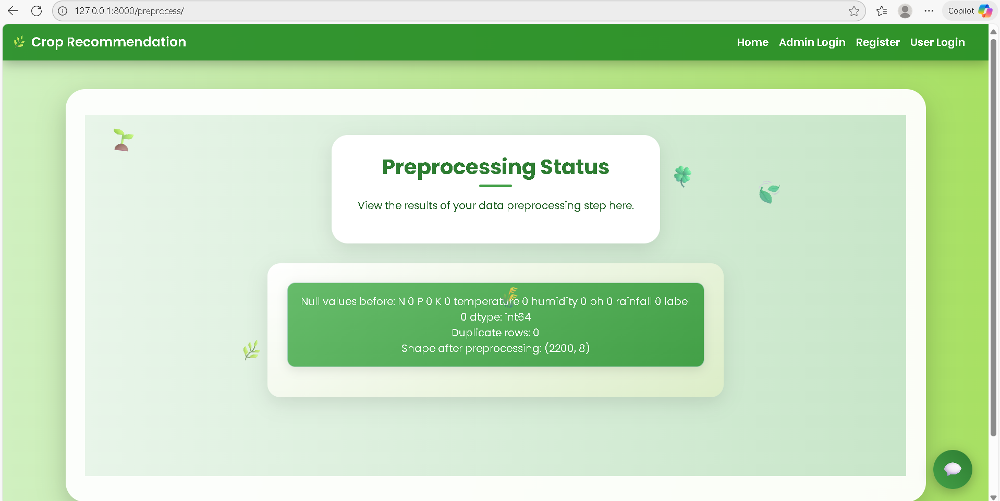 127.0.0.1:8000/preprocess/
Copilot
Crop Recommendation
Home Admin Login Register User Login
Preprocessing Status
View the results of your data preprocessing step here.
Null values before: N 0 P 0 K 0 temperature 0 humidity 0 ph 0 rainfall 0 label
0 dtype: int64
Duplicate rows: 0
Shape after preprocessing: (2200, 8)